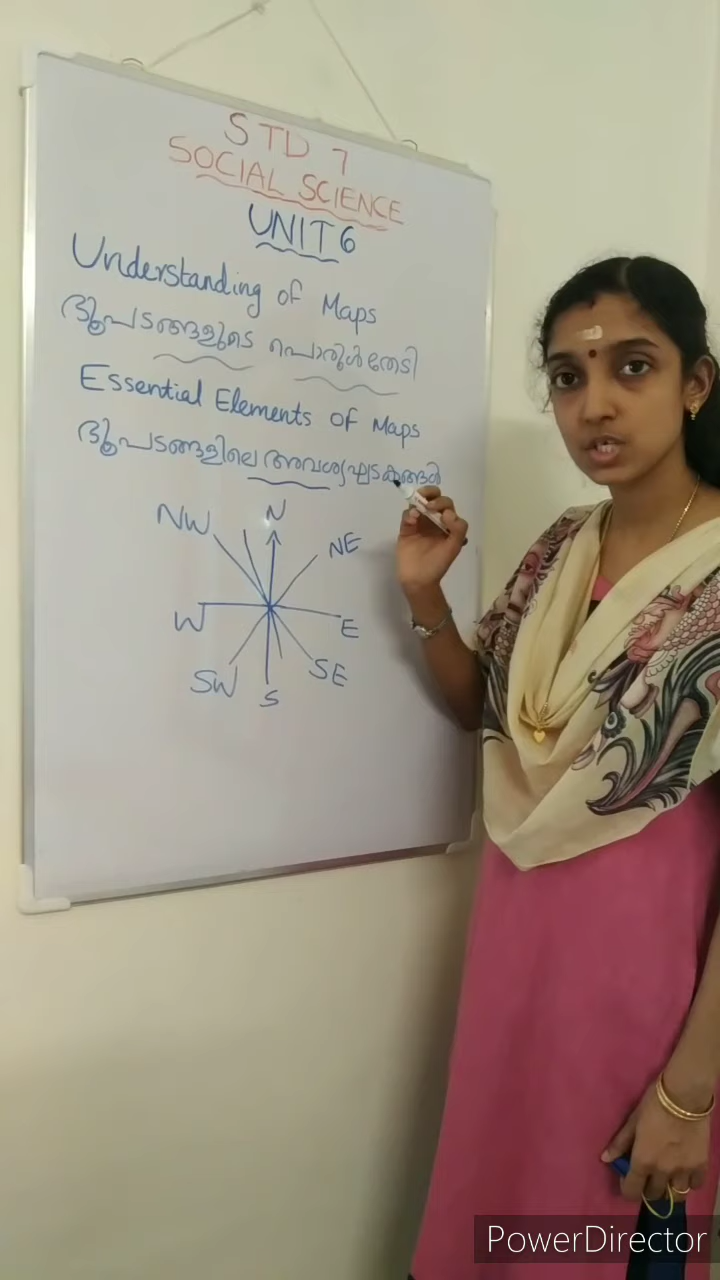 STD 7
SOCIAL SCIENCE
UNIT 6
Understanding of Maps
ഭൂപടങ്ങളുടെ പൊരുൾതേടി
Essential Elements of Maps
ഭൂപടങ്ങളിലെ അവശ്യഘടകങ്ങൾ
N
NW NE
W E
SW S SE
PowerDirector